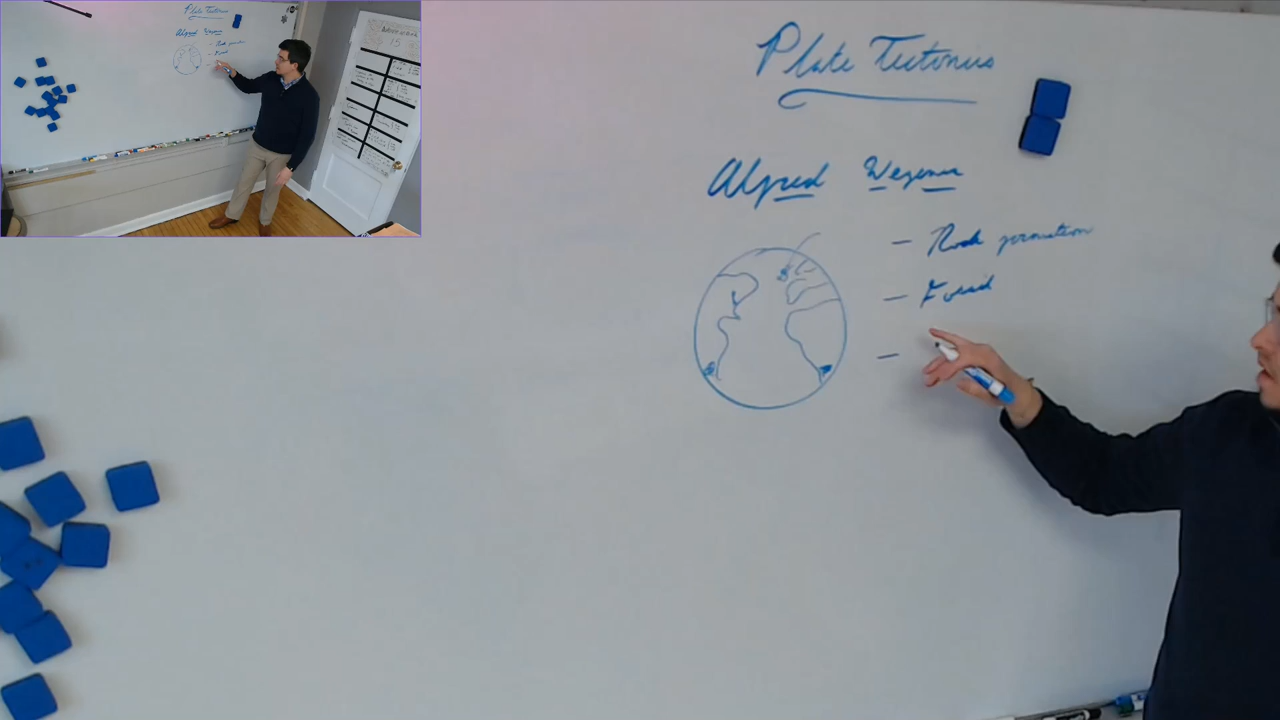 Plate Tectonics
Alfred Wegener
- Rock formation
- Fossil
-